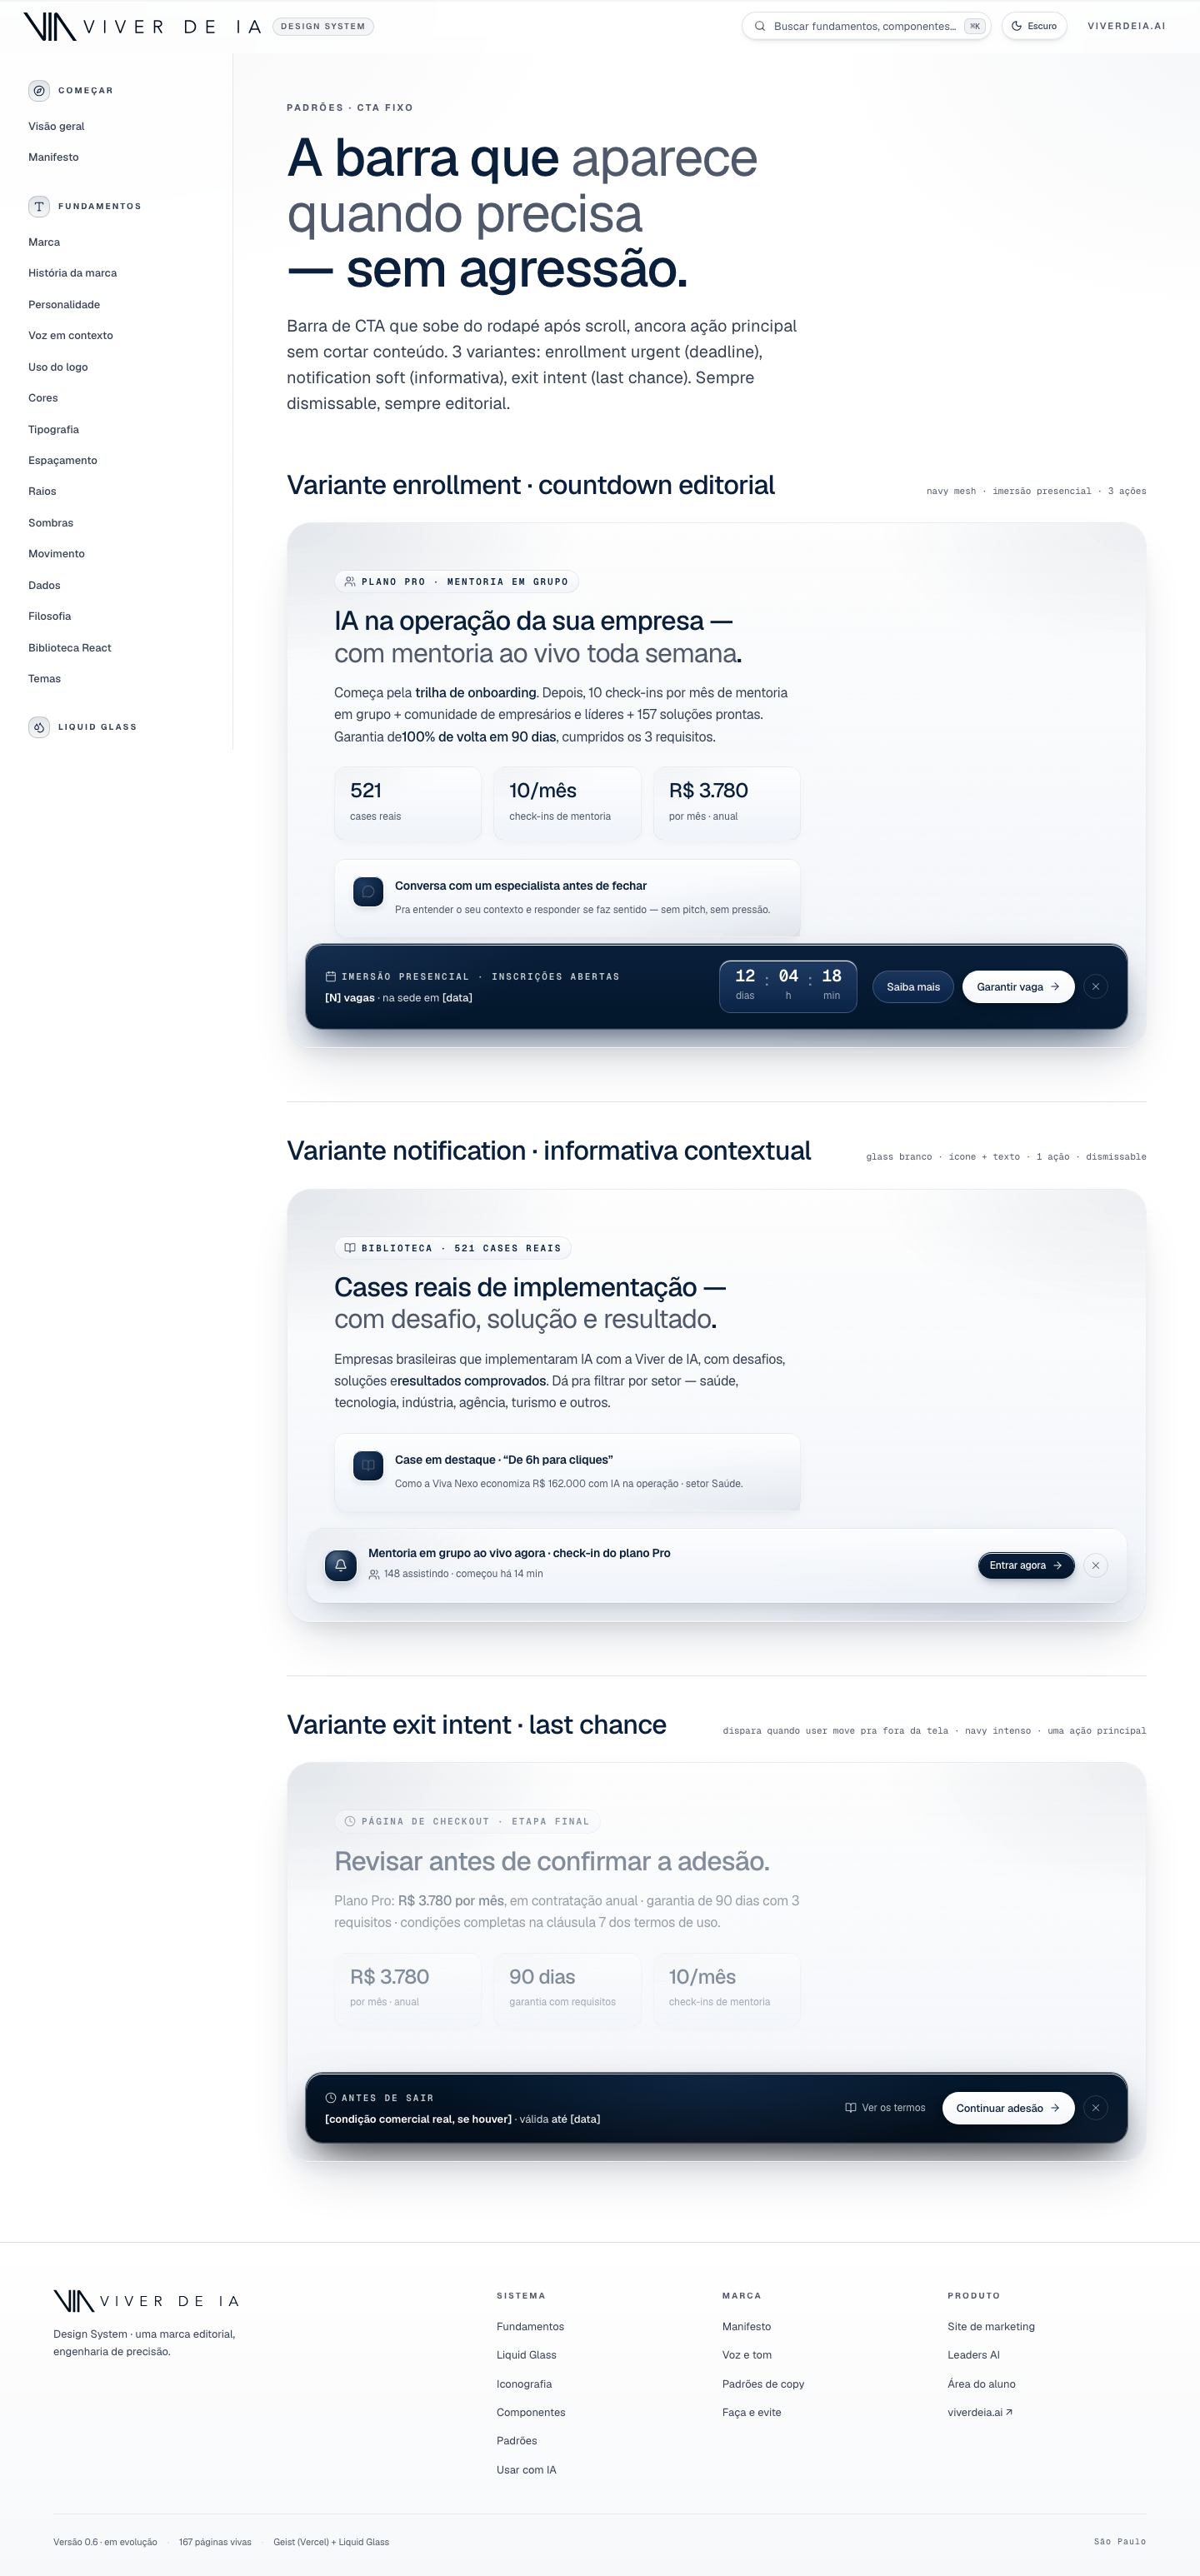 VIVER DE IA
DESIGN SYSTEM
Buscar fundamentos, componentes...
⌘K
Escuro
VIVERDEIA.AI
COMEÇAR
Visão geral
Manifesto
FUNDAMENTOS
Marca
História da marca
Personalidade
Voz em contexto
Uso do logo
Cores
Tipografia
Espaçamento
Raios
Sombras
Movimento
Dados
Filosofia
Biblioteca React
Temas
LIQUID GLASS
PADRÕES · CTA FIXO
A barra que aparece
quando precisa
— sem agressão.
Barra de CTA que sobe do rodapé após scroll, ancora ação principal
sem cortar conteúdo. 3 variantes: enrollment urgent (deadline),
notification soft (informativa), exit intent (last chance). Sempre
dismissable, sempre editorial.
Variante enrollment · countdown editorial
navy mesh · imersão presencial · 3 ações
PLANO PRO · MENTORIA EM GRUPO
IA na operação da sua empresa —
com mentoria ao vivo toda semana.
Começa pela trilha de onboarding. Depois, 10 check-ins por mês de mentoria
em grupo + comunidade de empresários e líderes + 157 soluções prontas.
Garantia de100% de volta em 90 dias, cumpridos os 3 requisitos.
521
cases reais
10/mês
check-ins de mentoria
R$ 3.780
por mês · anual
Conversa com um especialista antes de fechar
Pra entender o seu contexto e responder se faz sentido — sem pitch, sem pressão.
IMERSÃO PRESENCIAL · INSCRIÇÕES ABERTAS
[N] vagas · na sede em [data]
12 : 04 : 18
dias h min
Saiba mais
Garantir vaga →
Variante notification · informativa contextual
glass branco · ícone + texto · 1 ação · dismissable
BIBLIOTECA · 521 CASES REAIS
Cases reais de implementação —
com desafio, solução e resultado.
Empresas brasileiras que implementaram IA com a Viver de IA, com desafios,
soluções eresultados comprovados. Dá pra filtrar por setor — saúde,
tecnologia, indústria, agência, turismo e outros.
Case em destaque · “De 6h para cliques”
Como a Viva Nexo economiza R$ 162.000 com IA na operação · setor Saúde.
Mentoria em grupo ao vivo agora · check-in do plano Pro
148 assistindo · começou há 14 min
Entrar agora →
Variante exit intent · last chance
dispara quando user move pra fora da tela · navy intenso · uma ação principal
PÁGINA DE CHECKOUT · ETAPA FINAL
Revisar antes de confirmar a adesão.
Plano Pro: R$ 3.780 por mês, em contratação anual · garantia de 90 dias com 3
requisitos · condições completas na cláusula 7 dos termos de uso.
R$ 3.780
por mês · anual
90 dias
garantia com requisitos
10/mês
check-ins de mentoria
ANTES DE SAIR
[condição comercial real, se houver] · válida até [data]
Ver os termos
Continuar adesão →
VIVER DE IA
Design System · uma marca editorial,
engenharia de precisão.
SISTEMA
Fundamentos
Liquid Glass
Iconografia
Componentes
Padrões
Usar com IA
MARCA
Manifesto
Voz e tom
Padrões de copy
Faça e evite
PRODUTO
Site de marketing
Leaders AI
Área do aluno
viverdeia.ai ↗
Versão 0.6 · em evolução
167 páginas vivas
Geist (Vercel) + Liquid Glass
São Paulo